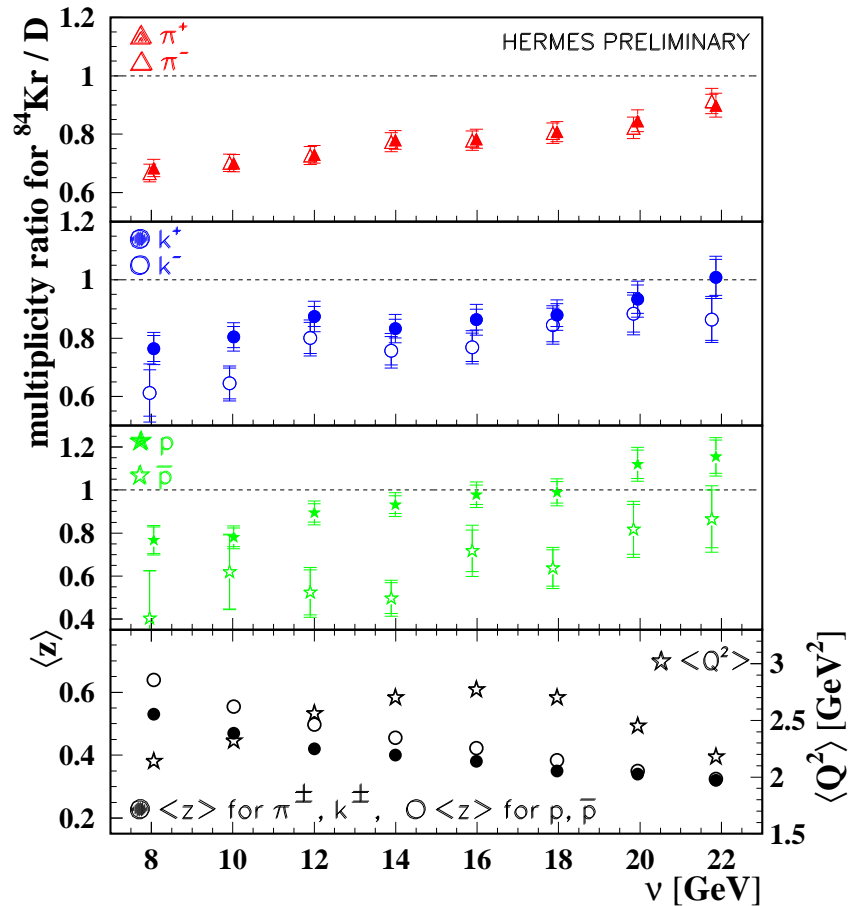 multiplicity ratio for ⁸⁴Kr / D
HERMES PRELIMINARY
π⁺
π⁻
1.2
1
0.8
0.6
k⁺
k⁻
1.2
1
0.8
0.6
p
p̄
1.2
1
0.8
0.6
0.4
⟨z⟩
<Q²>
0.6
0.4
0.2
3
2.5
2
1.5
⟨Q²⟩ [GeV²]
<z> for π±, k±, <z> for p, p̄
8 10 12 14 16 18 20 22
ν [GeV]